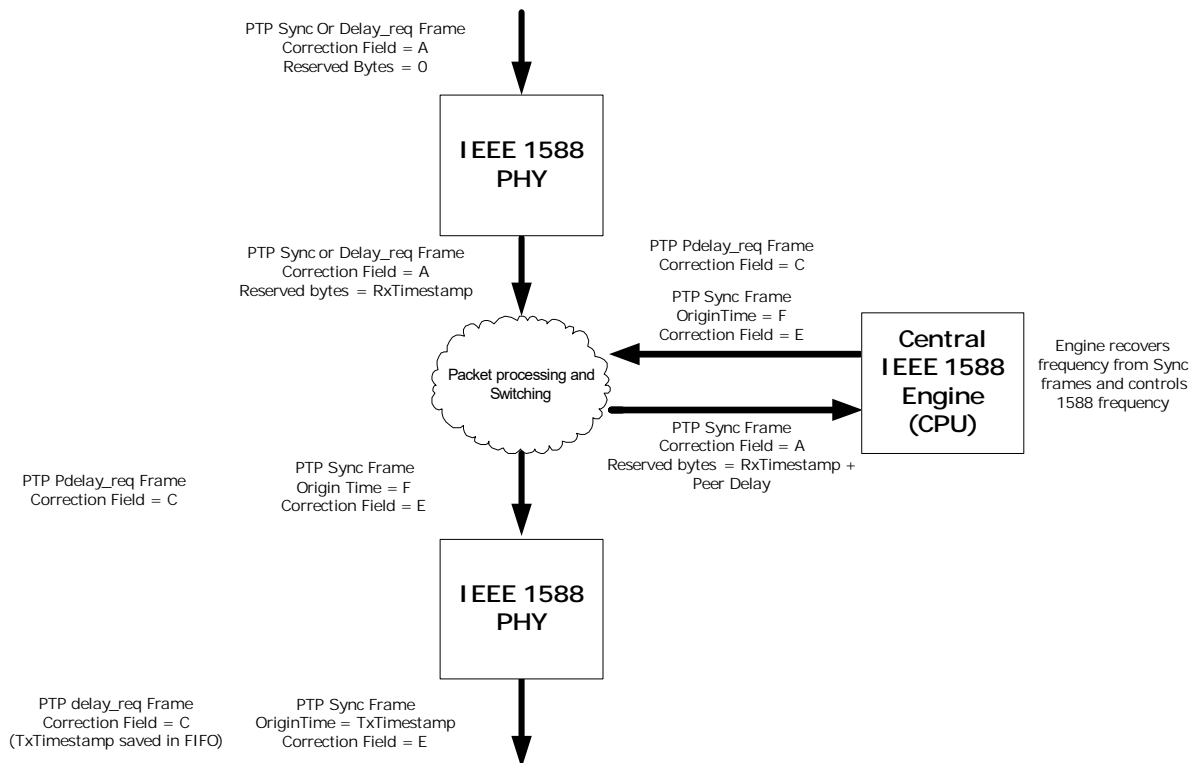 PTP Sync Or Delay_req Frame
Correction Field = A
Reserved Bytes = 0
IEEE 1588
PHY
PTP Sync or Delay_req Frame
Correction Field = A
Reserved bytes = RxTimestamp
PTP Pdelay_req Frame
Correction Field = C
PTP Sync Frame
OriginTime = F
Correction Field = E
Packet processing and
Switching
Central
IEEE 1588
Engine
(CPU)
Engine recovers
frequency from Sync
frames and controls
1588 frequency
PTP Sync Frame
Correction Field = A
Reserved bytes = RxTimestamp +
Peer Delay
PTP Pdelay_req Frame
Correction Field = C
PTP Sync Frame
Origin Time = F
Correction Field = E
IEEE 1588
PHY
PTP delay_req Frame
Correction Field = C
(TxTimestamp saved in FIFO)
PTP Sync Frame
OriginTime = TxTimestamp
Correction Field = E